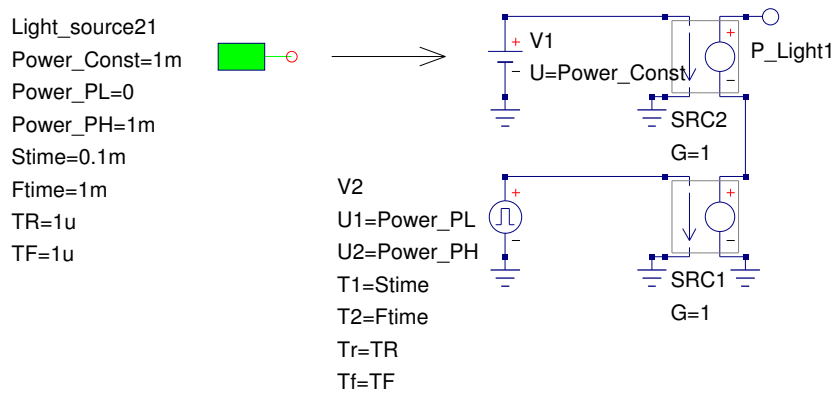 Light_source21
Power_Const=1m
Power_PL=0
Power_PH=1m
Stime=0.1m
Ftime=1m
TR=1u
TF=1u
V1
U=Power_Const
P_Light1
SRC2
G=1
V2
U1=Power_PL
U2=Power_PH
T1=Stime
T2=Ftime
Tr=TR
Tf=TF
SRC1
G=1